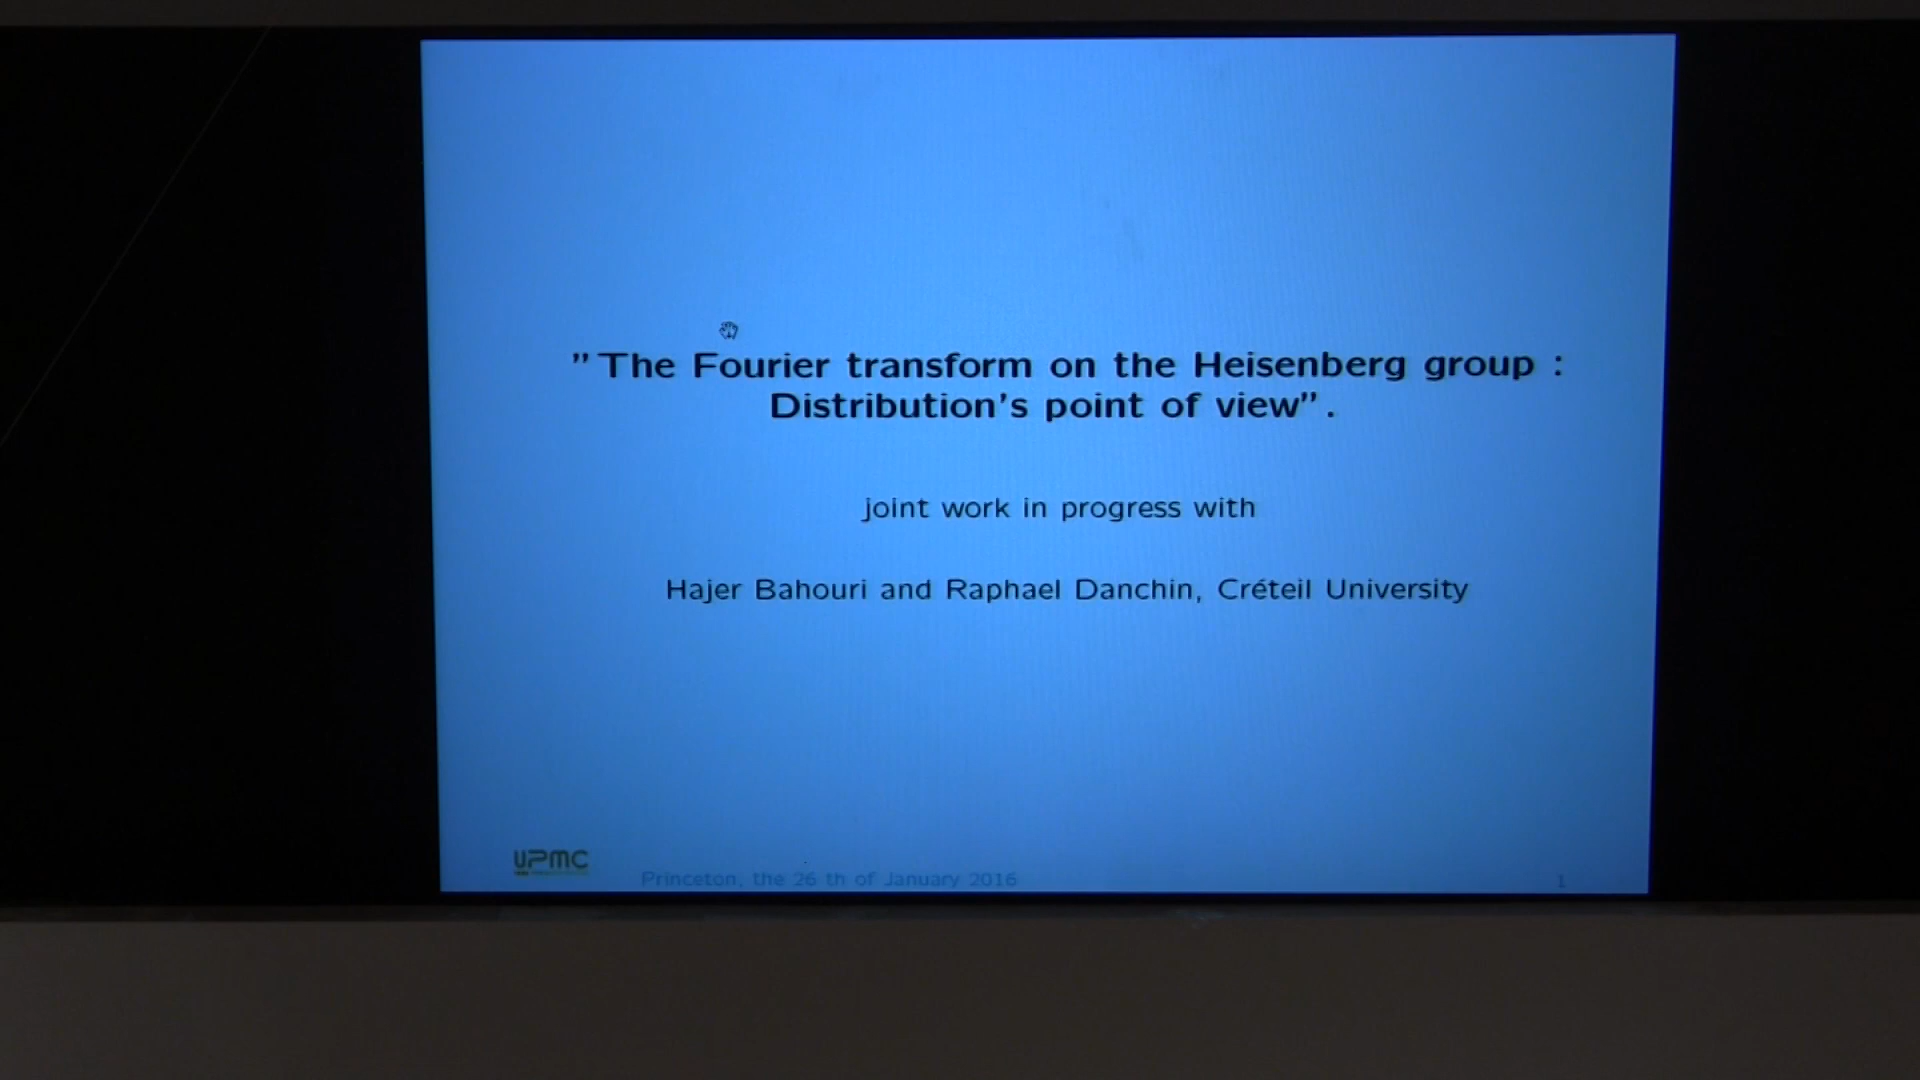 "The Fourier transform on the Heisenberg group :
Distribution's point of view".
joint work in progress with
Hajer Bahouri and Raphael Danchin, Créteil University
UPMC
Princeton, the 26 th of January 2016
1